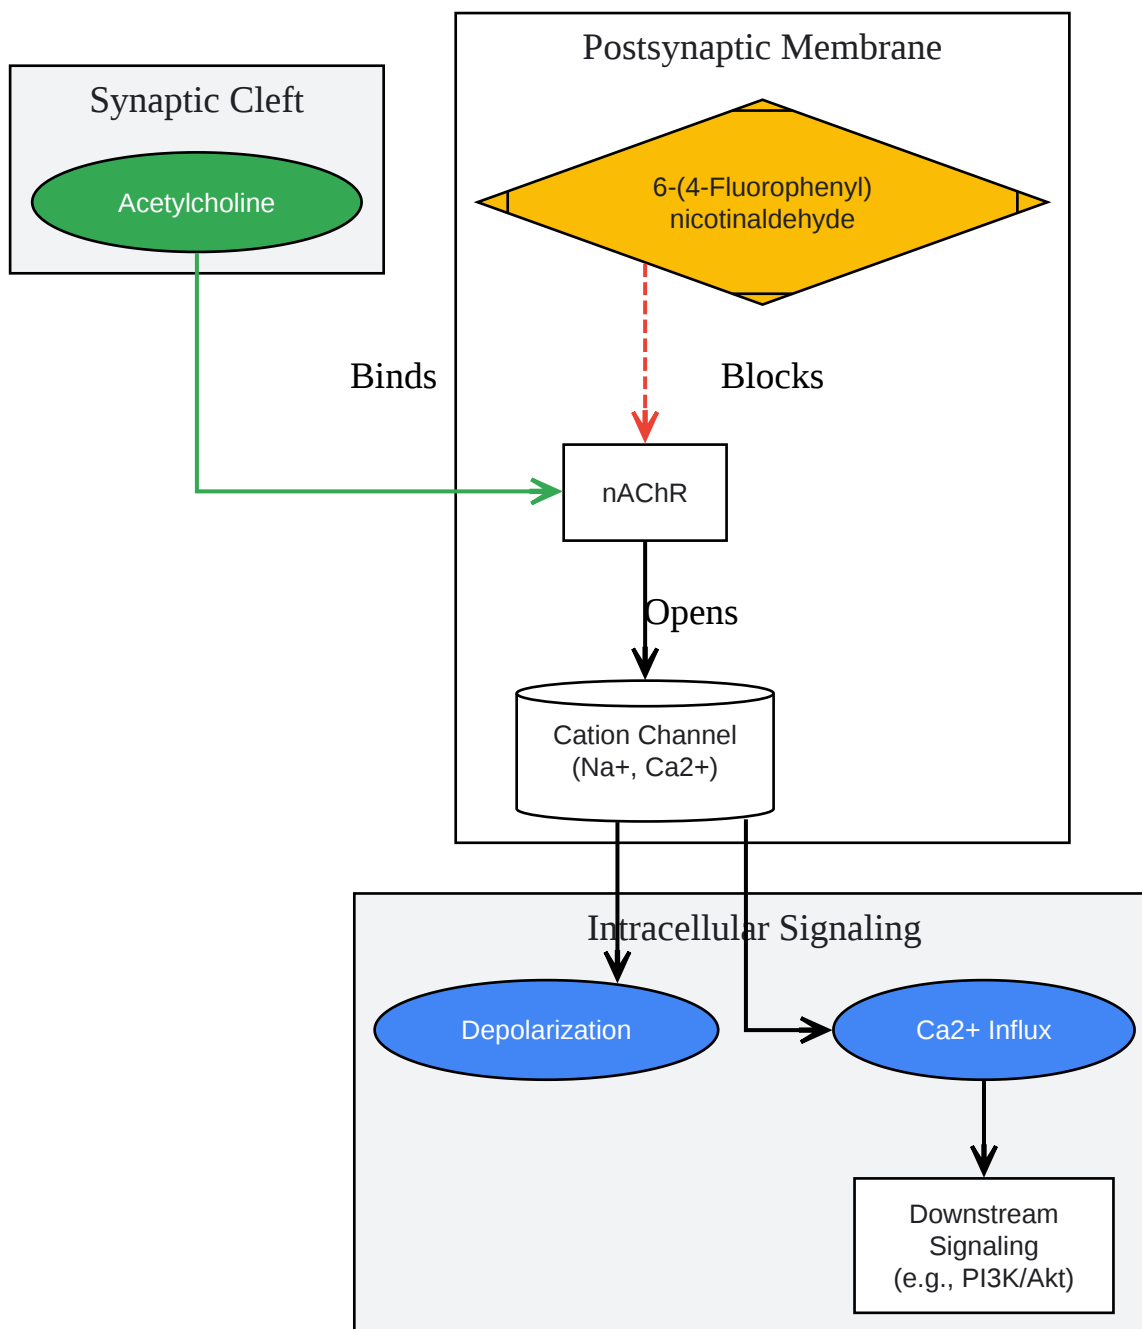 Postsynaptic Membrane
Synaptic Cleft
Acetylcholine
6-(4-Fluorophenyl)
nicotinaldehyde
Binds
Blocks
nAChR
Opens
Cation Channel
(Na+, Ca2+)
Intracellular Signaling
Depolarization
Ca2+ Influx
Downstream
Signaling
(e.g., PI3K/Akt)